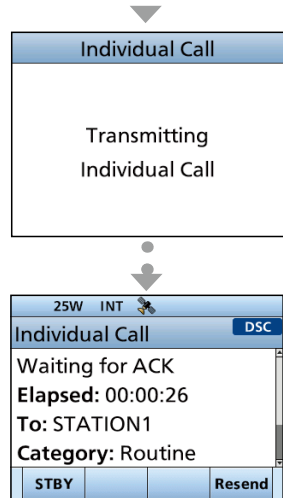 Individual Call
Transmitting
Individual Call
25W INT
Individual Call DSC
Waiting for ACK
Elapsed: 00:00:26
To: STATION1
Category: Routine
STBY Resend